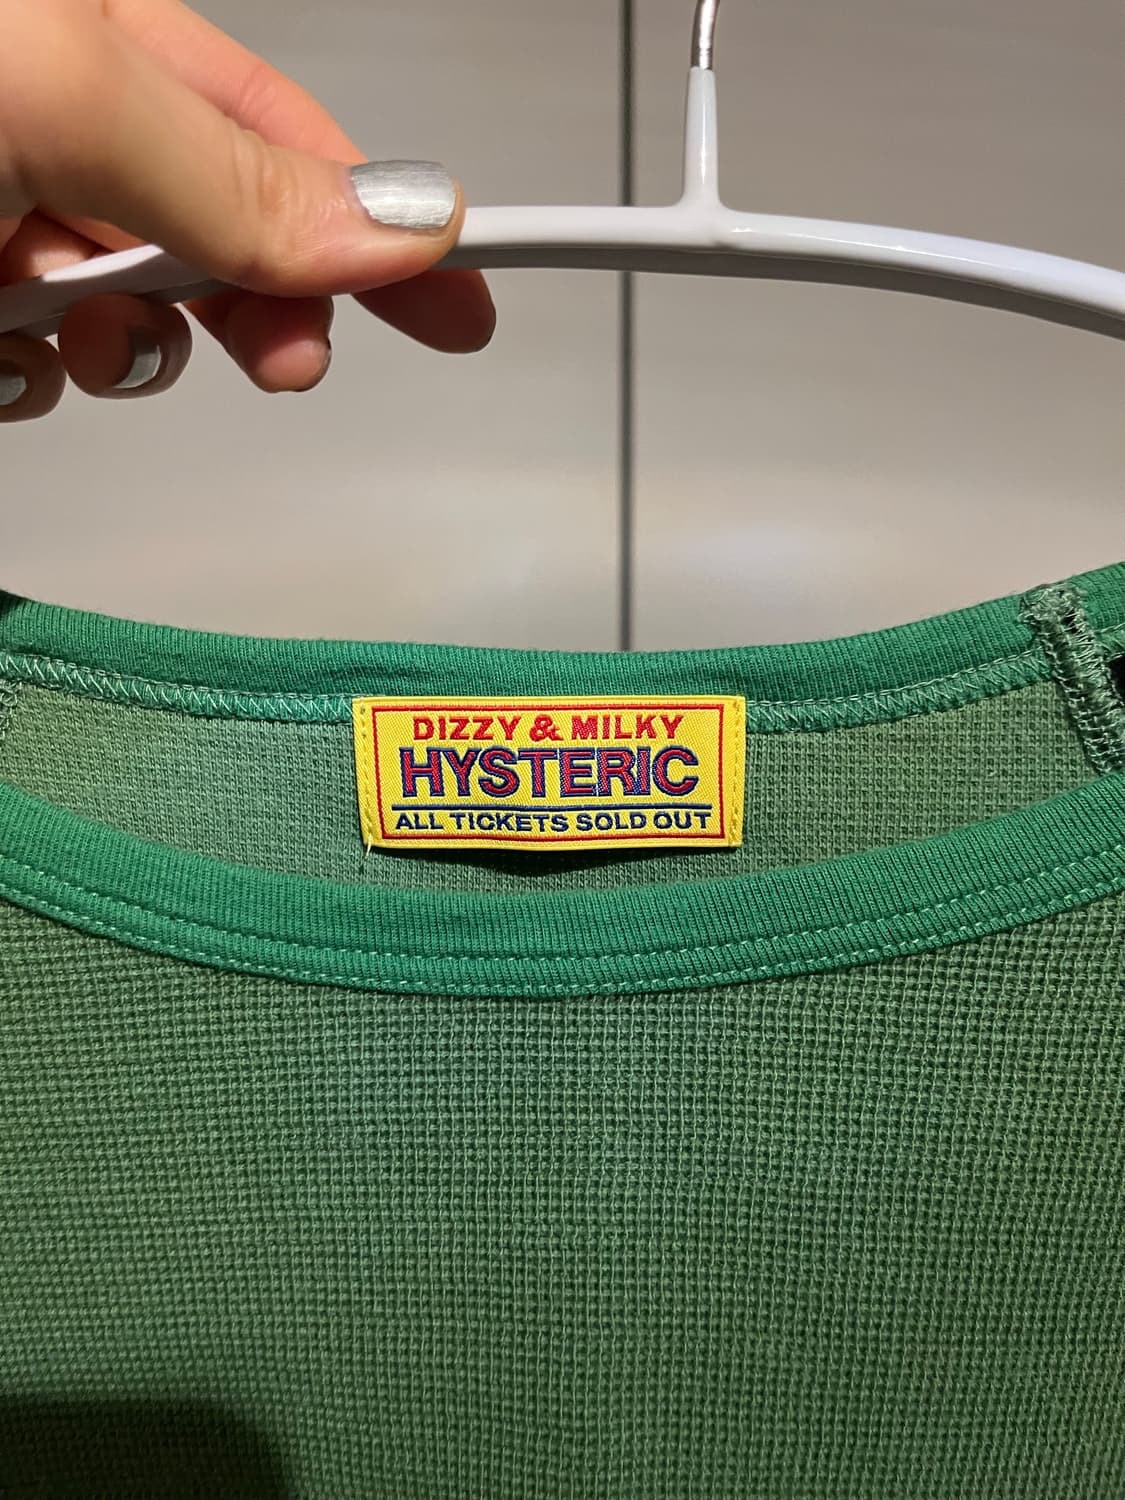 DIZZY & MILKY
HYSTERIC
ALL TICKETS SOLD OUT